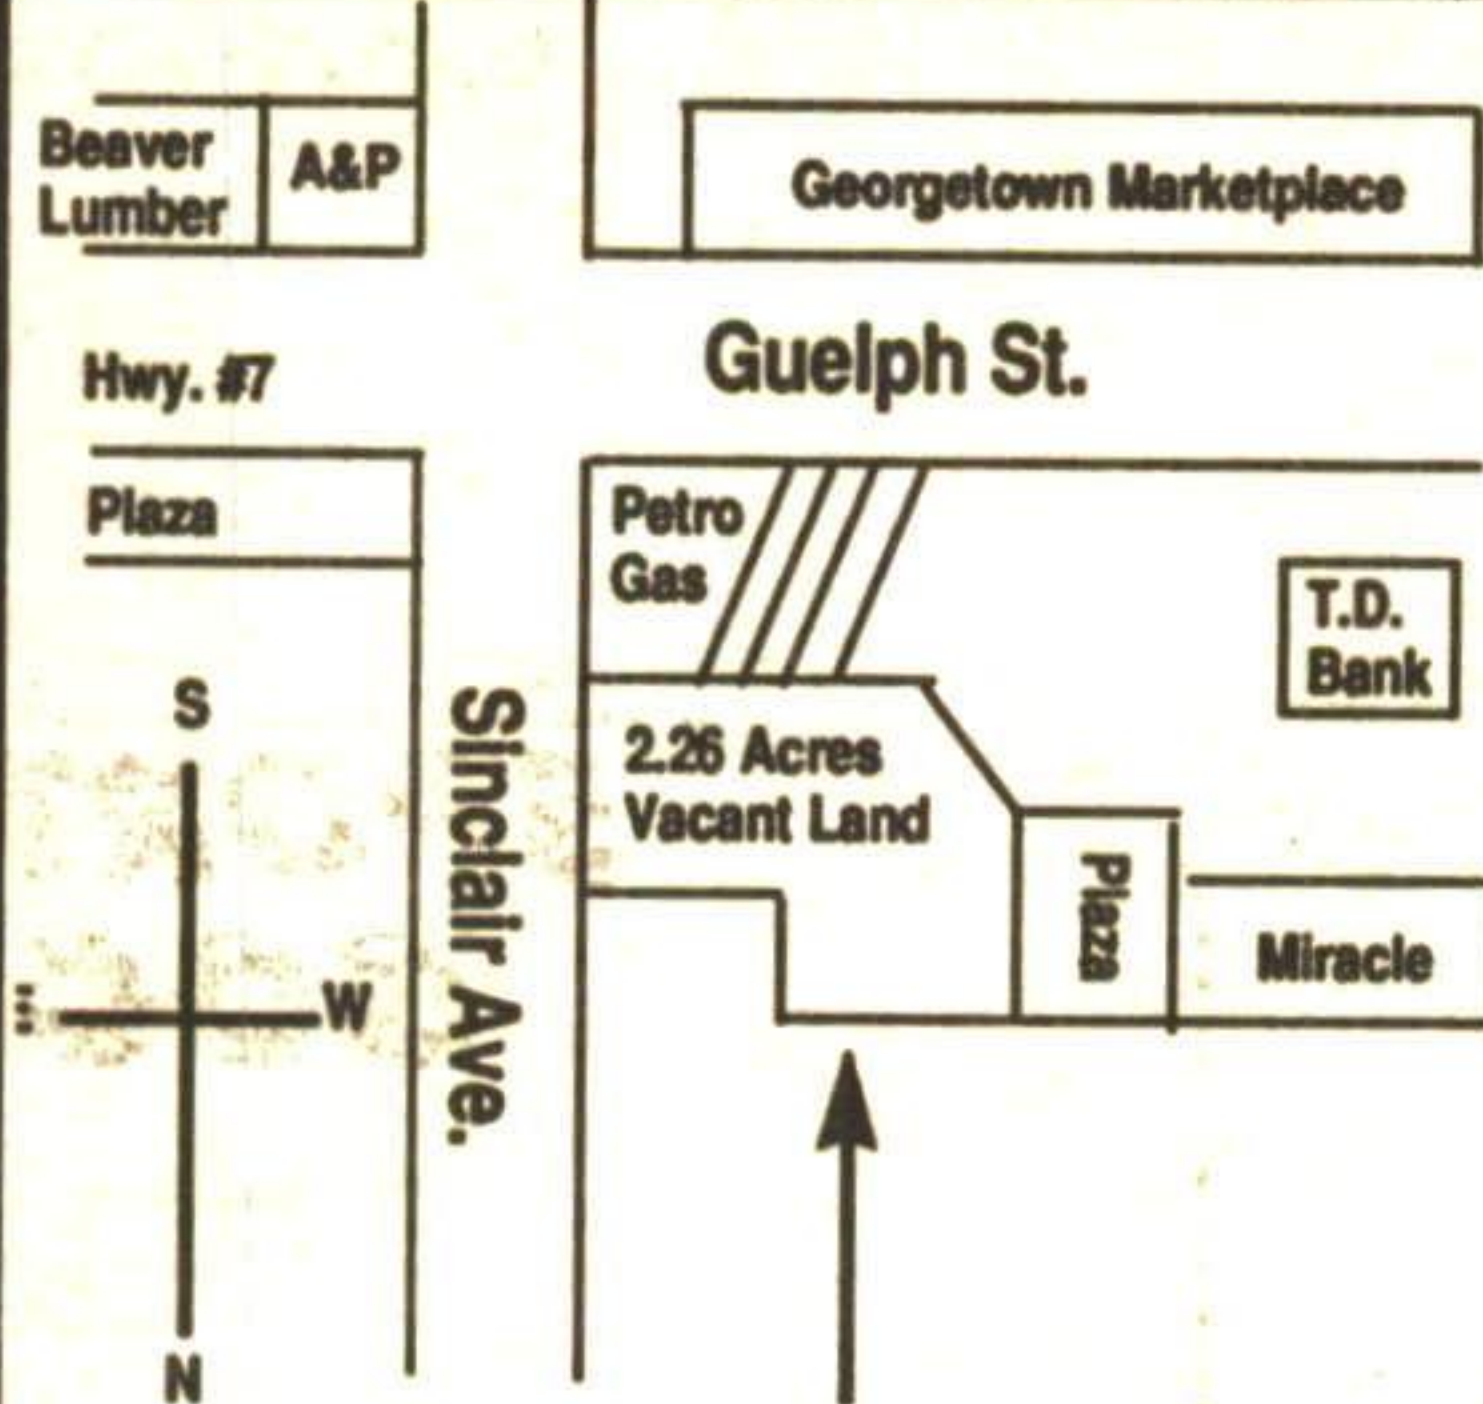 Beaver
Lumber
A&P
Georgetown Marketplace
Hwy. #7
Guelph St.
Plaza
Petro
Gas
T.D.
Bank
S
Sinclair Ave.
2.26 Acres
Vacant Land
Plaza
Miracle
W
N